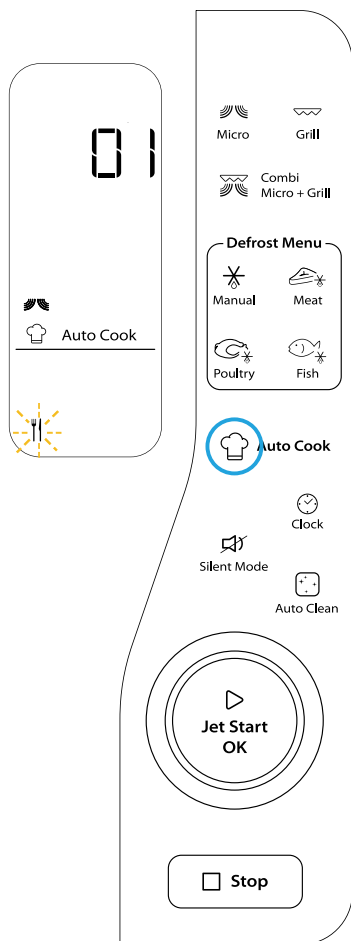 01
Auto Cook
Micro
Grill
Combi
Micro + Grill
Defrost Menu
Manual
Meat
Poultry
Fish
Auto Cook
Clock
Silent Mode
Auto Clean
Jet Start
OK
Stop